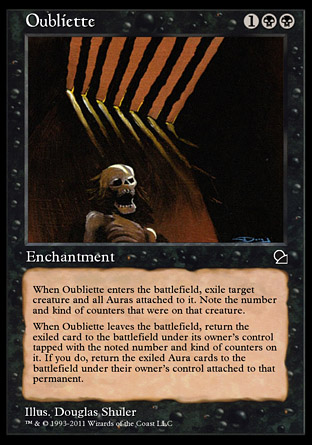 Oubliette 1
Enchantment
When Oubliette enters the battlefield, exile target
creature and all Auras attached to it. Note the number
and kind of counters that were on that creature.
When Oubliette leaves the battlefield, return the
exiled card to the battlefield under its owner's control
tapped with the noted number and kind of counters on
it. If you do, return the exiled Aura cards to the
battlefield under their owner's control attached to that
permanent.
Illus. Douglas Shuler
™ & © 1993-2011 Wizards of the Coast LLC